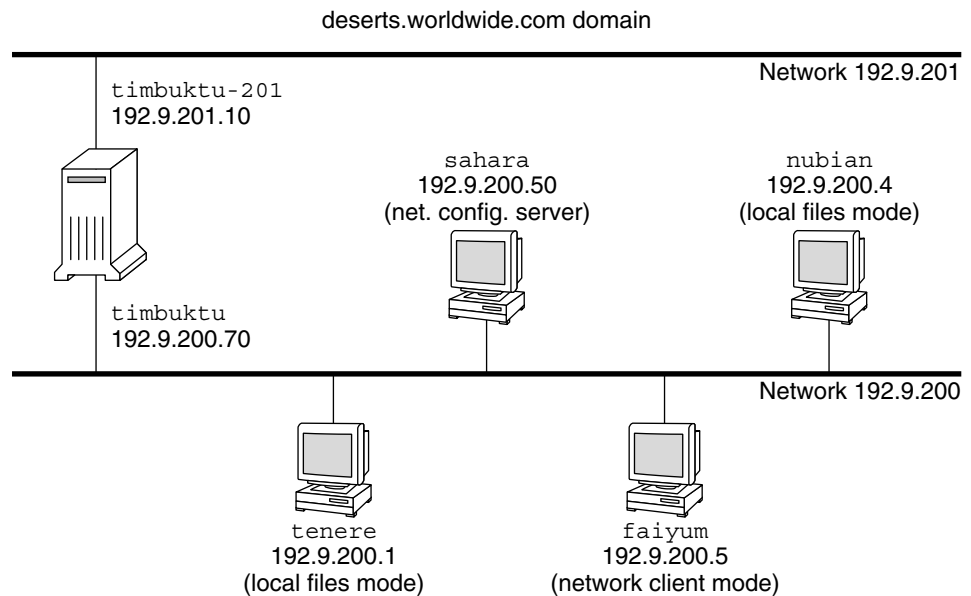 deserts.worldwide.com domain
Network 192.9.201
timbuktu-201
192.9.201.10
sahara
192.9.200.50
(net. config. server)
nubian
192.9.200.4
(local files mode)
timbuktu
192.9.200.70
Network 192.9.200
tenere
192.9.200.1
(local files mode)
faiyum
192.9.200.5
(network client mode)